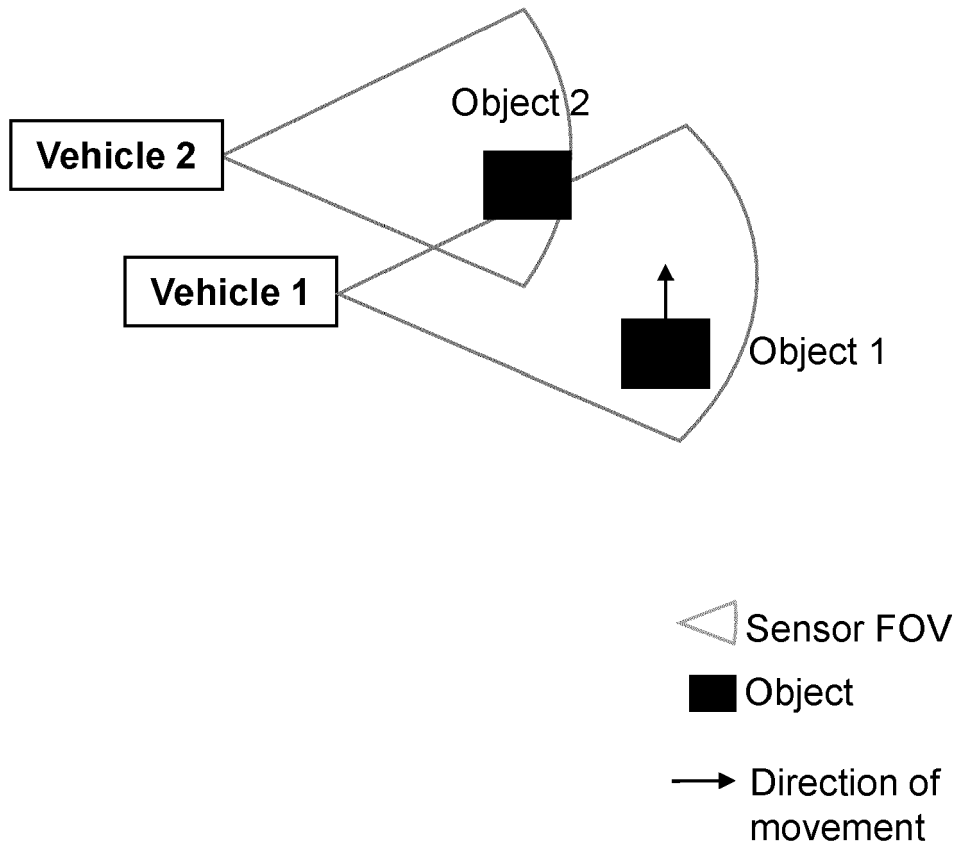 Object 2
Vehicle 2
Vehicle 1
Object 1
Sensor FOV
Object
Direction of
movement